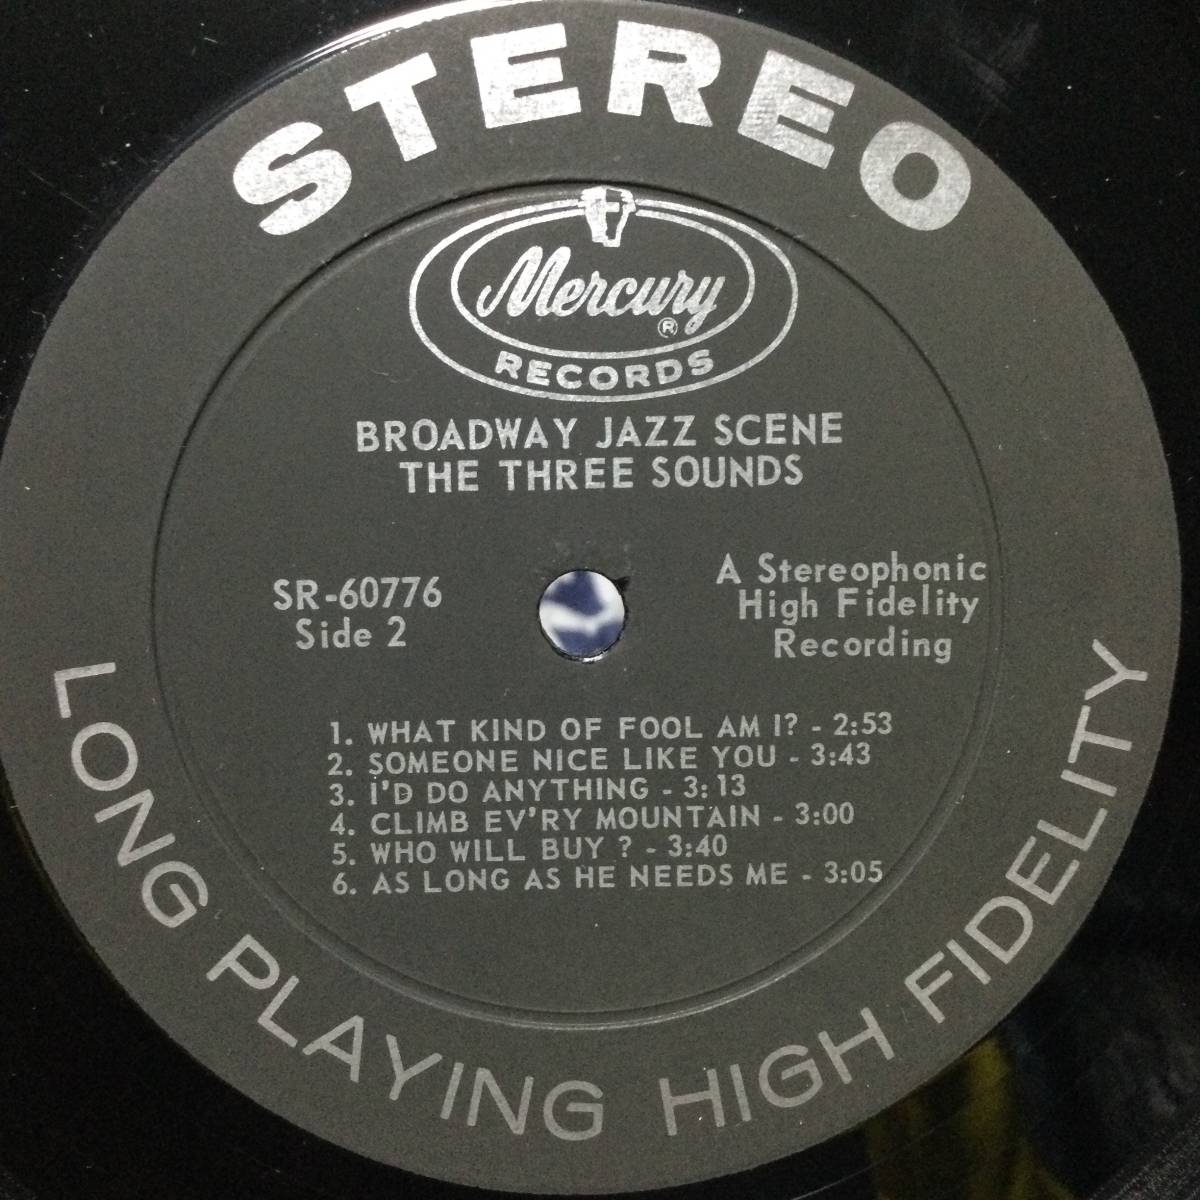 STEREO
Mercury
®
RECORDS
BROADWAY JAZZ SCENE
THE THREE SOUNDS
SR-60776
Side 2
A Stereophonic
High Fidelity
Recording
1. WHAT KIND OF FOOL AM I? - 2:53
2. SOMEONE NICE LIKE YOU - 3:43
3. I'D DO ANYTHING - 3:13
4. CLIMB EV'RY MOUNTAIN - 3:00
5. WHO WILL BUY ? - 3:40
6. AS LONG AS HE NEEDS ME - 3:05
LONG PLAYING HIGH FIDELITY